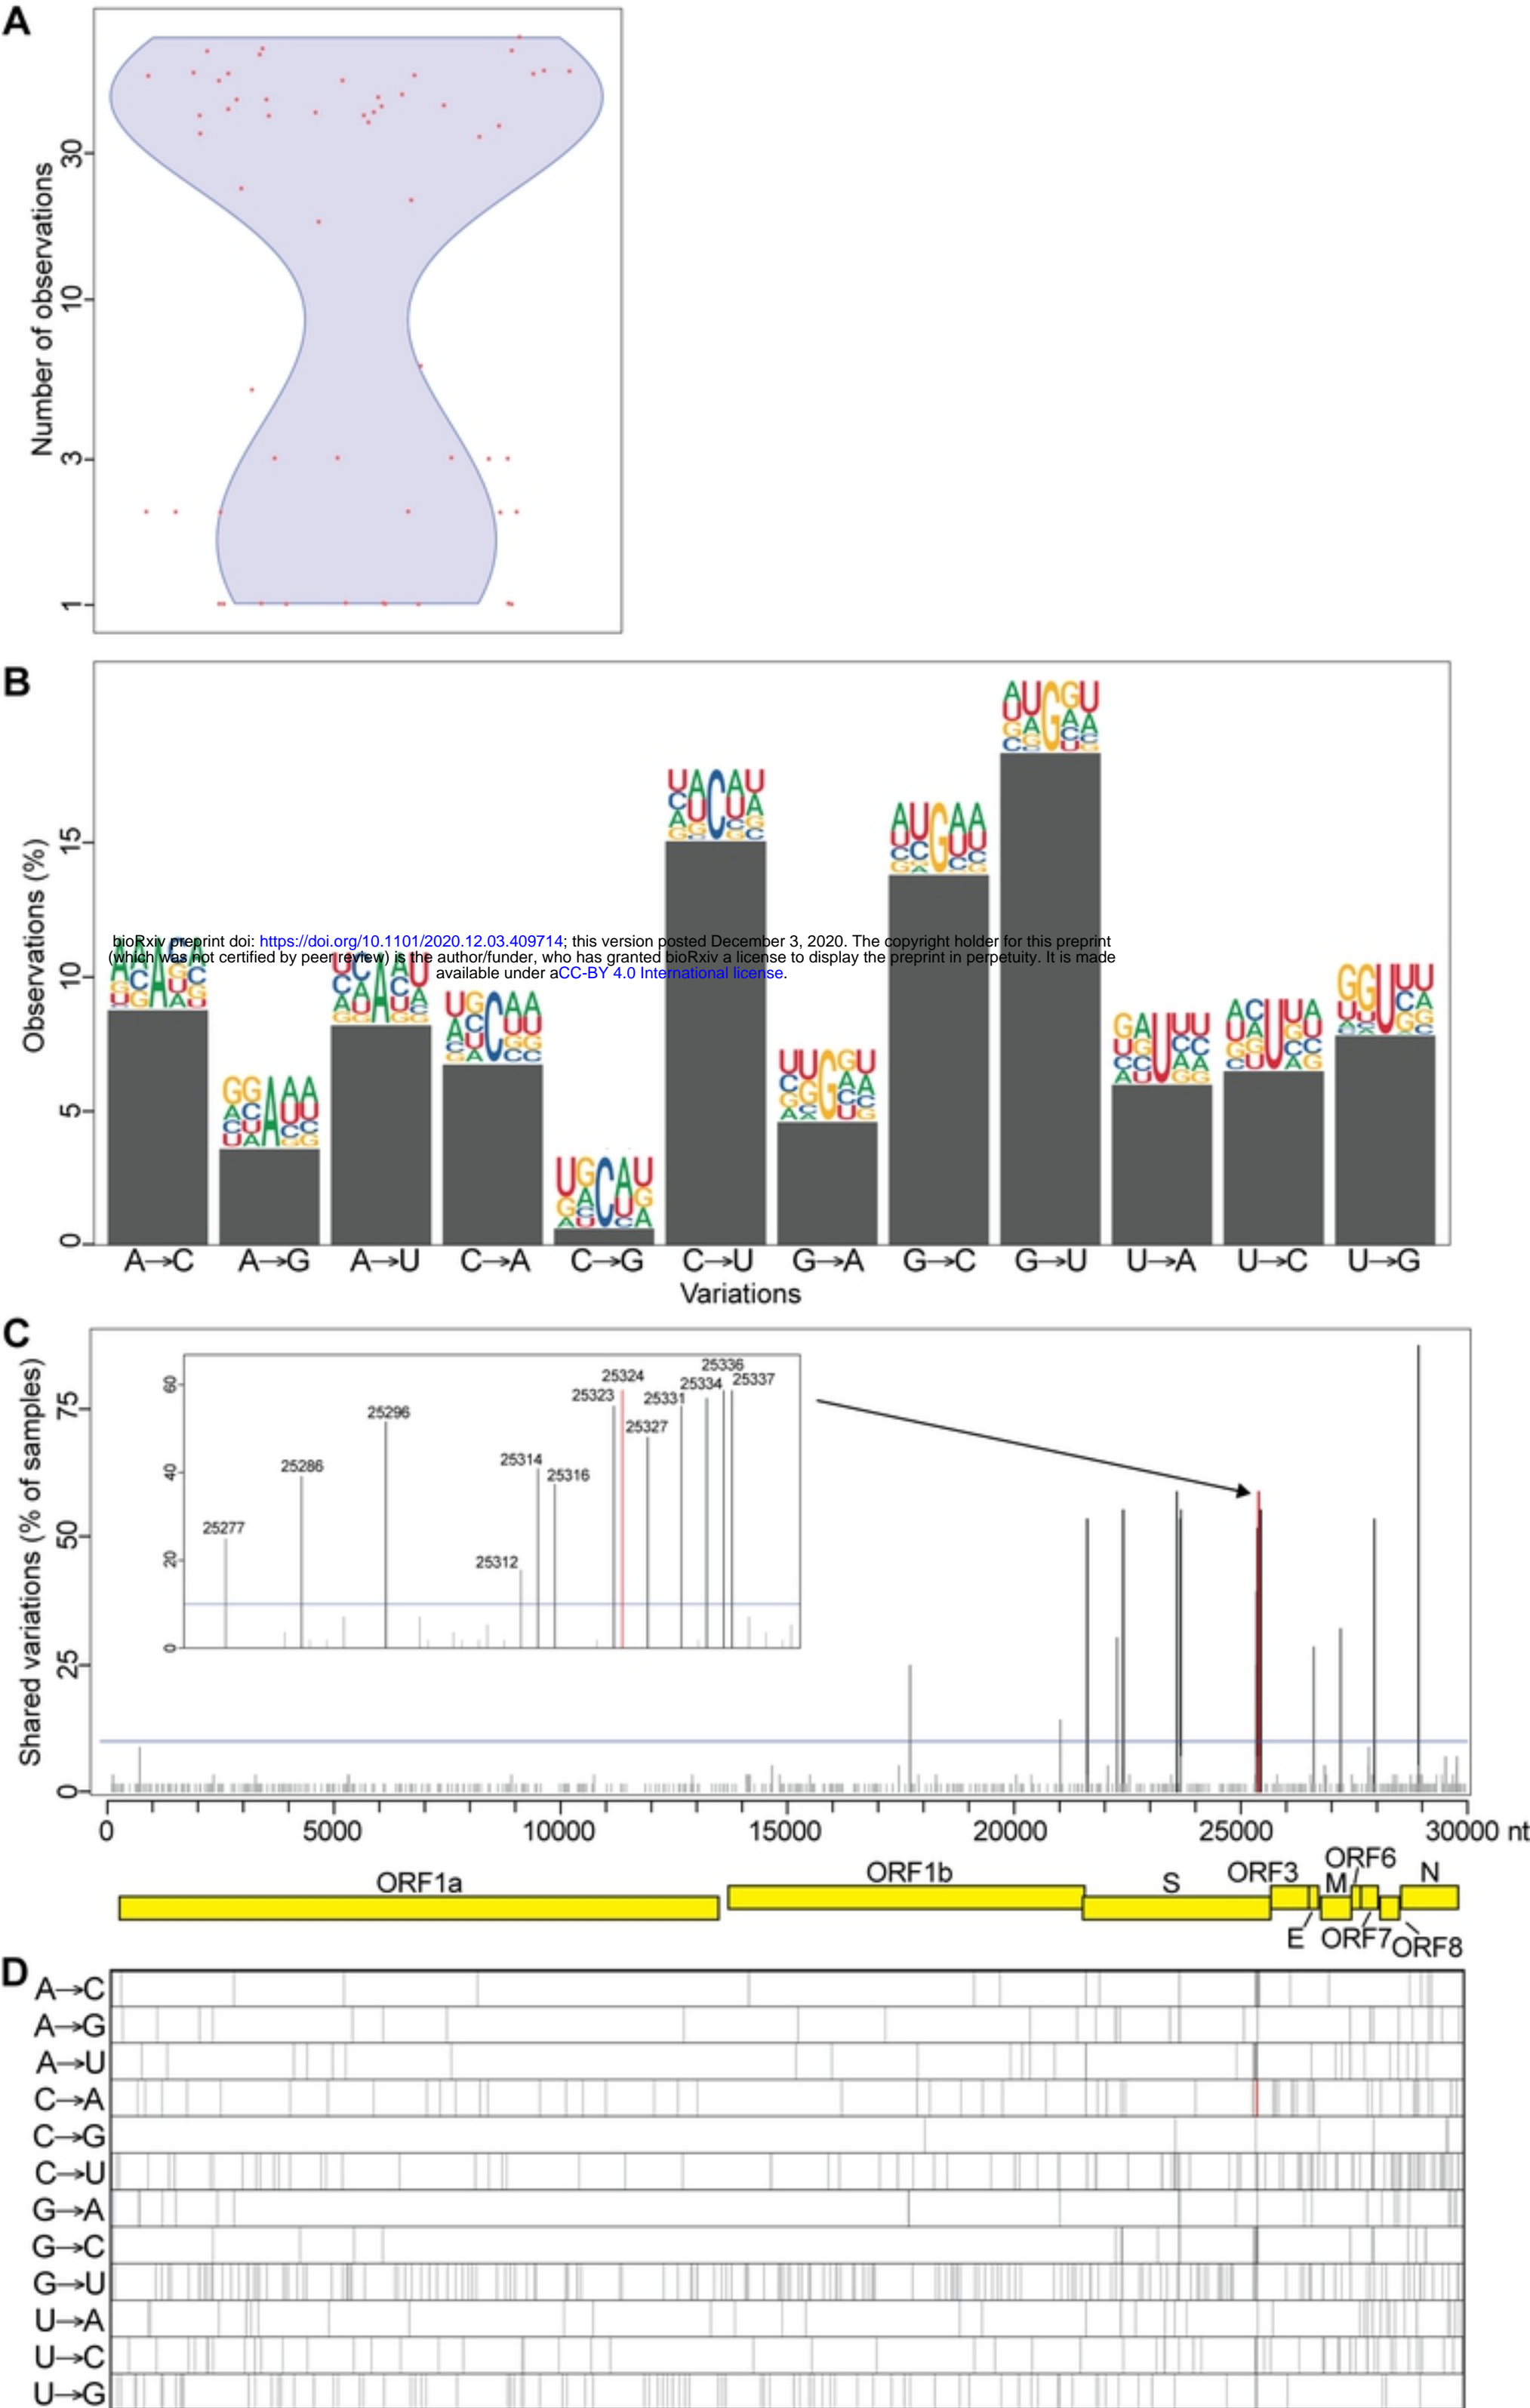 A
Number of observations
30
10
3
1
B
Observations (%)
15
10
5
0
bioRxiv preprint doi: https://doi.org/10.1101/2020.12.03.409714; this version posted December 3, 2020. The copyright holder for this preprint
(which was not certified by peer review) is the author/funder, who has granted bioRxiv a license to display the preprint in perpetuity. It is made
available under aCC-BY 4.0 International license.
A→C A→G A→U C→A C→G C→U G→A G→C G→U U→A U→C U→G
Variations
C
Shared variations (% of samples)
75
50
25
0
60
40
20
0
25277
25286
25296
25312
25314
25316
25323
25324
25327
25331
25334
25336
25337
0 5000 10000 15000 20000 25000 30000 nt
ORF1a
ORF1b
S
ORF3
E
M
ORF6
ORF7
ORF8
N
D
A→C
A→G
A→U
C→A
C→G
C→U
G→A
G→C
G→U
U→A
U→C
U→G